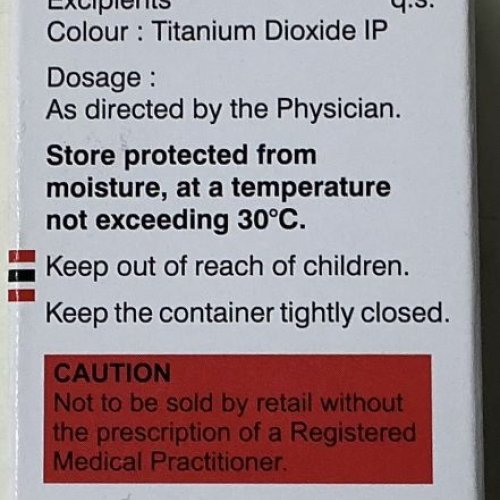 Excipients q.s.
Colour : Titanium Dioxide IP
Dosage :
As directed by the Physician.
Store protected from
moisture, at a temperature
not exceeding 30°C.
Keep out of reach of children.
Keep the container tightly closed.
CAUTION
Not to be sold by retail without
the prescription of a Registered
Medical Practitioner.